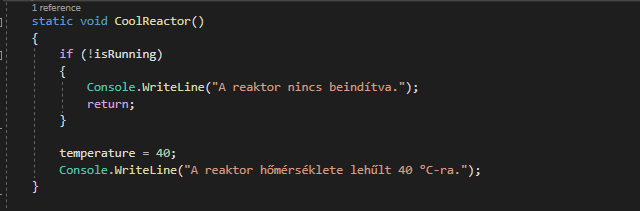 1 reference
static void CoolReactor()
{
if (!isRunning)
{
Console.WriteLine("A reaktor nincs beindítva.");
return;
}
temperature = 40;
Console.WriteLine("A reaktor hőmérséklete lehűlt 40 °C-ra.");
}